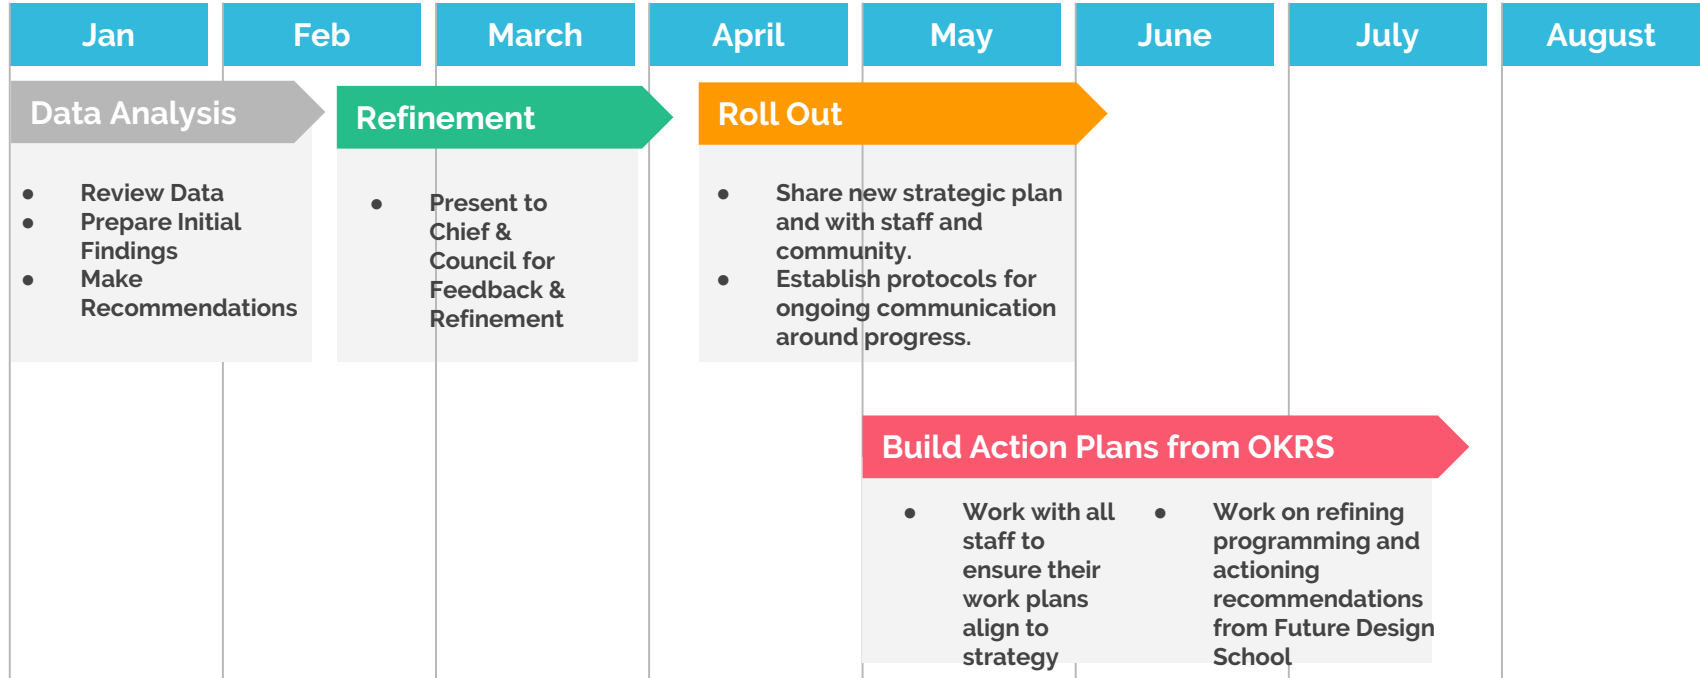 Jan Feb March April May June July August
Data Analysis
● Review Data
● Prepare Initial
Findings
● Make
Recommendations
Refinement
● Present to
Chief &
Council for
Feedback &
Refinement
Roll Out
● Share new strategic plan
and with staff and
community.
● Establish protocols for
ongoing communication
around progress.
Build Action Plans from OKRS
● Work with all
staff to
ensure their
work plans
align to
strategy
● Work on refining
programming and
actioning
recommendations
from Future Design
School